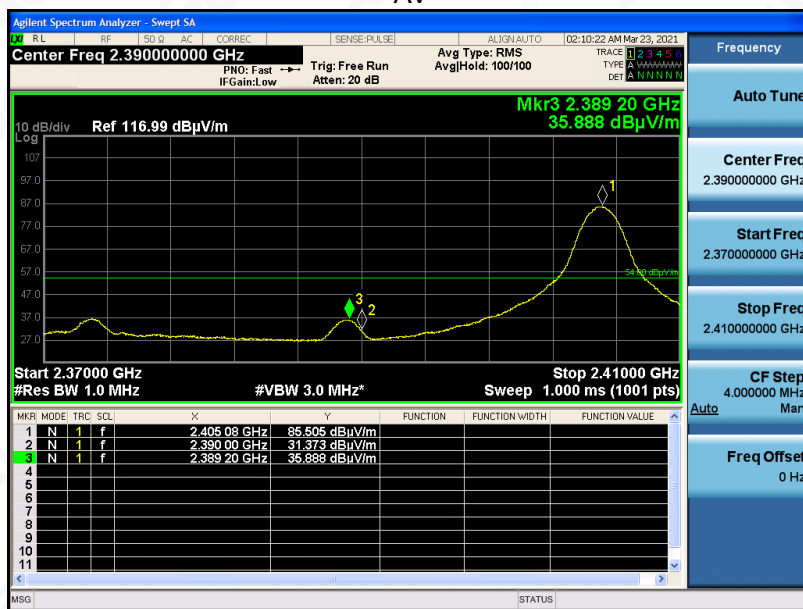 AV
Agilent Spectrum Analyzer - Swept SA
LXI RL RF 50 Ω AC CORREC SENSE:PULSE ALIGN AUTO 02:10:22 AM Mar 23, 2021
Center Freq 2.390000000 GHz
PNO: Fast
IFGain:Low
Trig: Free Run
Atten: 20 dB
Avg Type: RMS
Avg|Hold: 100/100
TRACE 1 2 3 4 5 6
TYPE A WWWWW
DET A N N N N N
Mkr3 2.389 20 GHz
35.888 dBµV/m
10 dB/div Ref 116.99 dBµV/m
Log
107
97.0
87.0
77.0
67.0
57.0
47.0
37.0
27.0
1
2
3
54.00 dBµV/m
Start 2.37000 GHz Stop 2.41000 GHz
#Res BW 1.0 MHz #VBW 3.0 MHz* Sweep 1.000 ms (1001 pts)
MKR MODE TRC SCL X Y FUNCTION FUNCTION WIDTH FUNCTION VALUE
1 N 1 f 2.405 08 GHz 85.505 dBµV/m
2 N 1 f 2.390 00 GHz 31.373 dBµV/m
3 N 1 f 2.389 20 GHz 35.888 dBµV/m
4
5
6
7
8
9
10
11
MSG STATUS
Frequency
Auto Tune
Center Freq
2.390000000 GHz
Start Freq
2.370000000 GHz
Stop Freq
2.410000000 GHz
CF Step
4.000000 MHz
Auto Man
Freq Offset
0 Hz